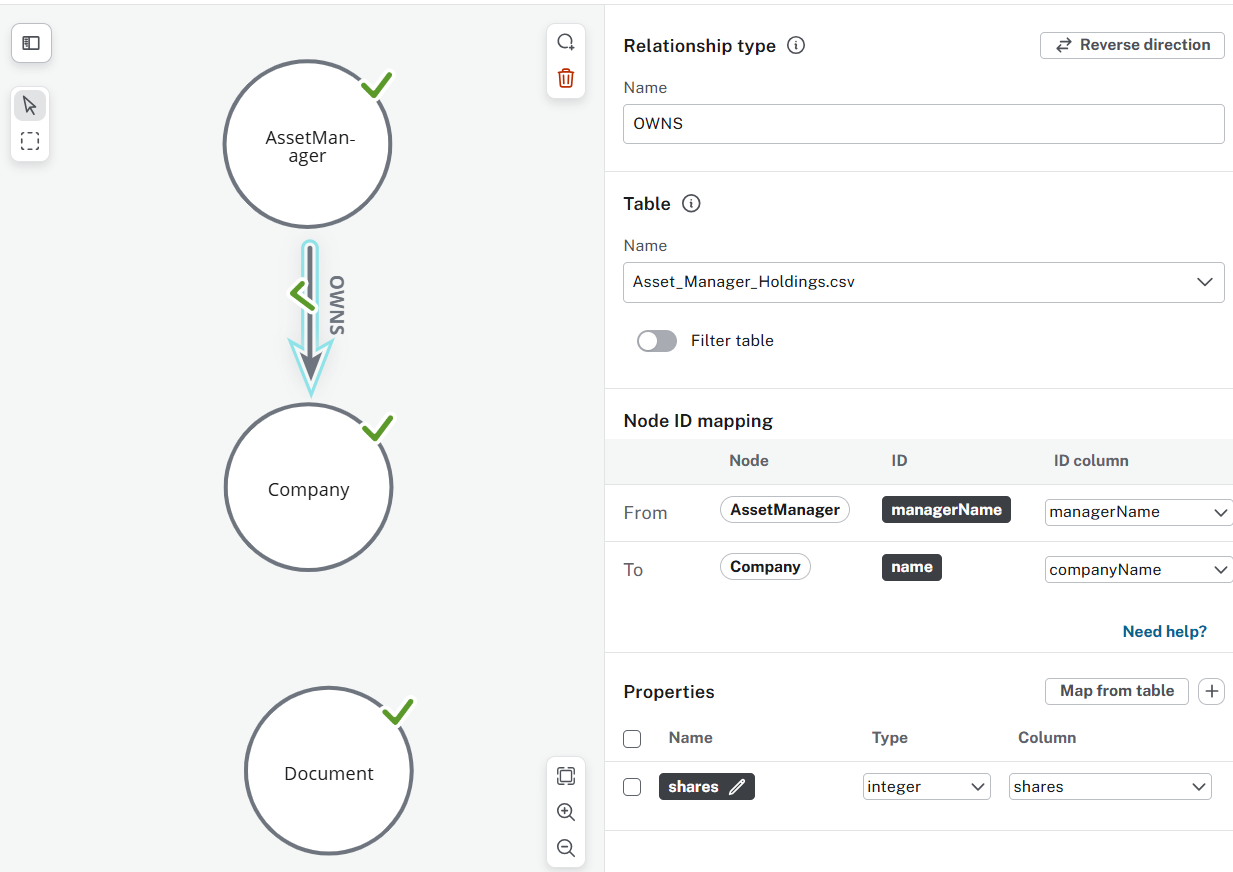 AssetMan-
ager
OWNS
Company
Document
Relationship type
Reverse direction
Name
OWNS
Table
Name
Asset_Manager_Holdings.csv
Filter table
Node ID mapping
Node ID ID column
From AssetManager managerName managerName
To Company name companyName
Need help?
Properties Map from table
Name Type Column
shares integer shares